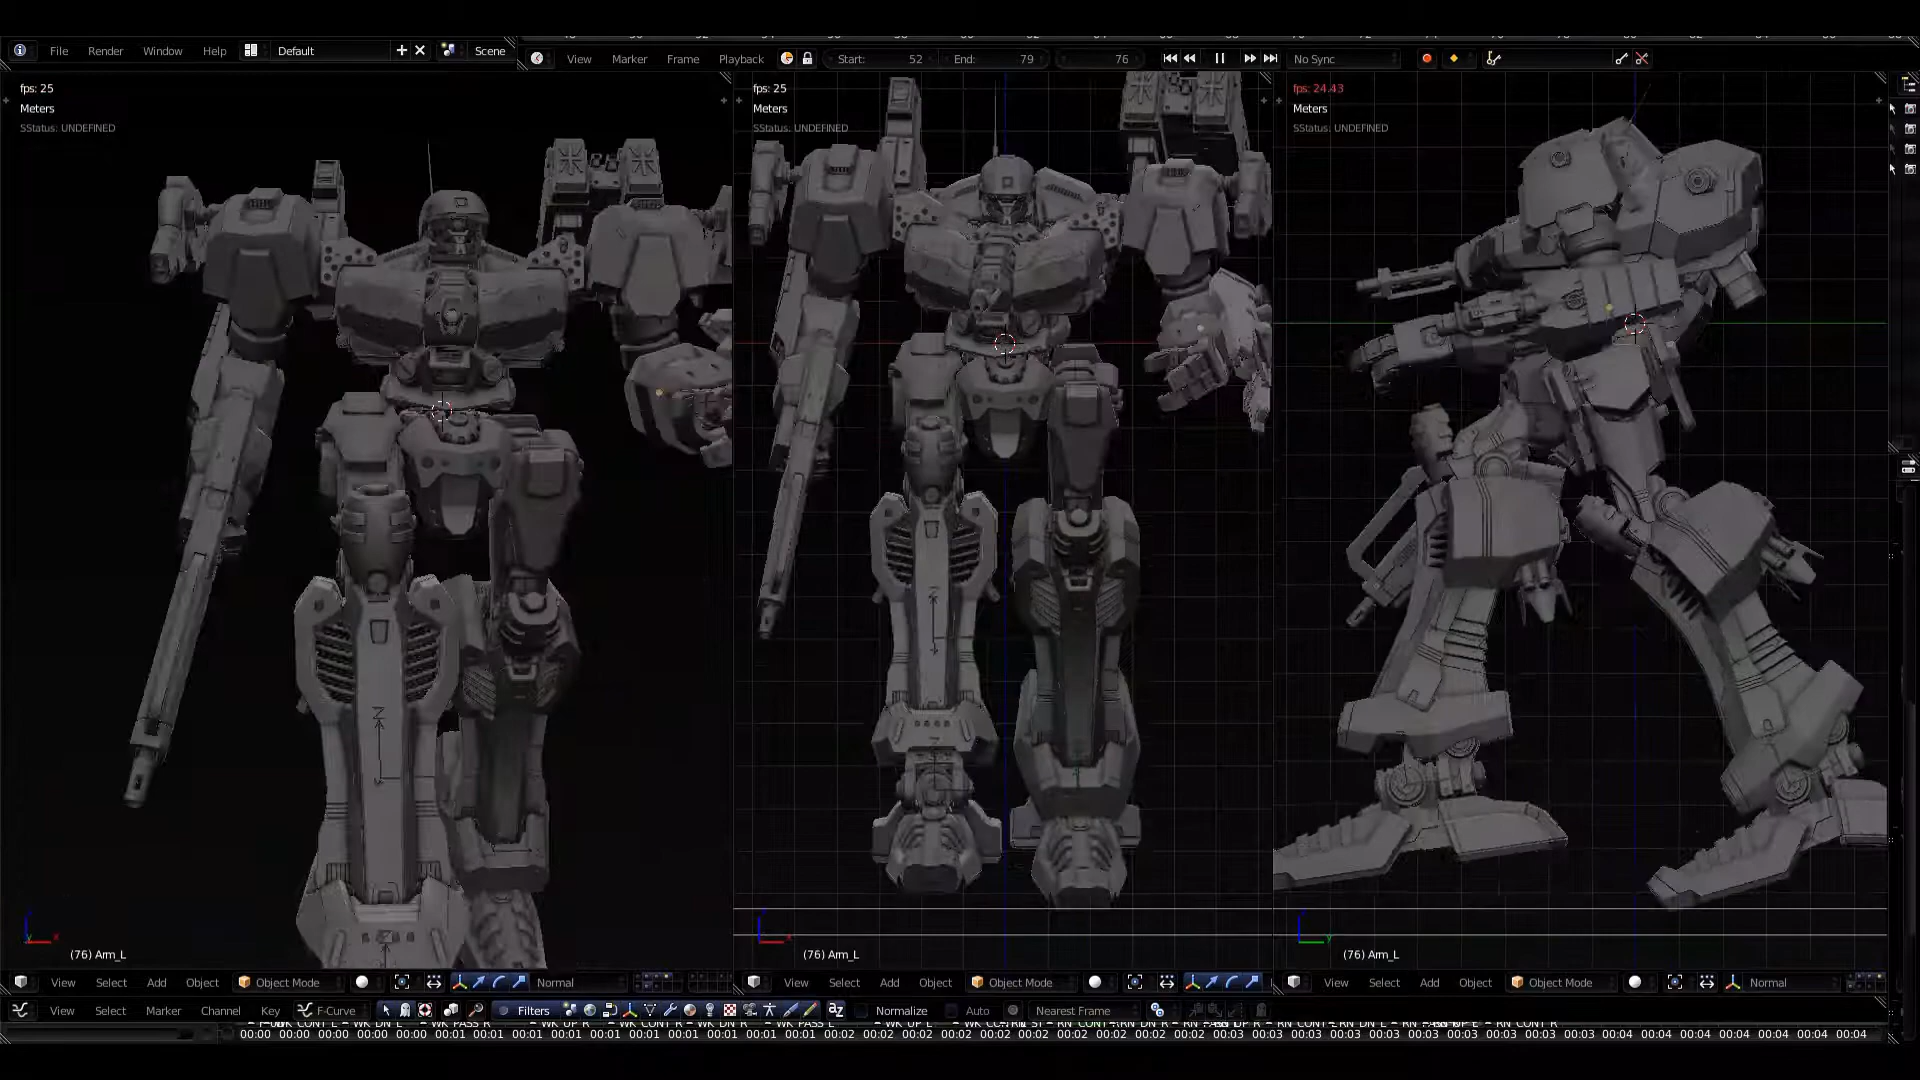 File Render Window Help Default Scene
View Marker Frame Playback Start: 52 End: 79 76 No Sync
fps: 25
Meters
SStatus: UNDEFINED
fps: 25
Meters
SStatus: UNDEFINED
fps: 24.43
Meters
SStatus: UNDEFINED
(76) Arm_L
(76) Arm_L
(76) Arm_L
View Select Add Object Object Mode Normal
View Select Add Object Object Mode
View Select Add Object Object Mode Normal
View Select Marker Channel Key F-Curve Filters Normalize Auto Nearest Frame
00:00 00:00 00:00 00:00 00:00 00:01 00:01 00:01 00:01 00:01 00:01 00:01 00:01 00:01 00:01 00:02 00:02 00:02 00:02 00:02 00:02 00:02 00:02 00:02 00:02 00:03 00:03 00:03 00:03 00:03 00:03 00:03 00:03 00:03 00:03 00:04 00:04 00:04 00:04 00:04 00:04 00:04